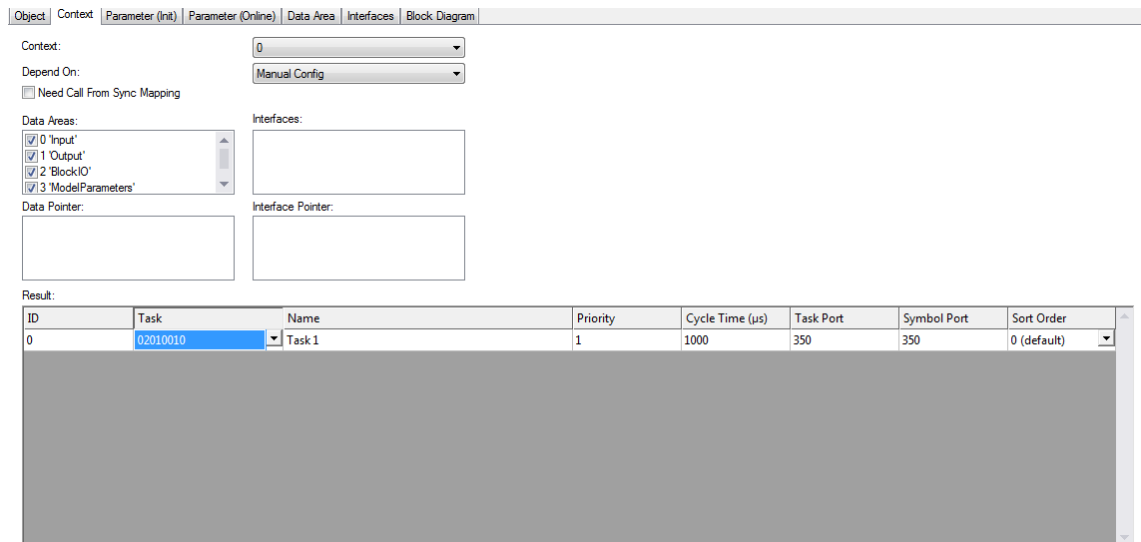 Object Context Parameter (Init) Parameter (Online) Data Area Interfaces Block Diagram
Context: 0
Depend On: Manual Config
Need Call From Sync Mapping
Data Areas: Interfaces:
0 'Input'
1 'Output'
2 'BlockIO'
3 'ModelParameters'
Data Pointer: Interface Pointer:
Result:
ID Task Name Priority Cycle Time (µs) Task Port Symbol Port Sort Order
0 02010010 Task 1 1 1000 350 350 0 (default)